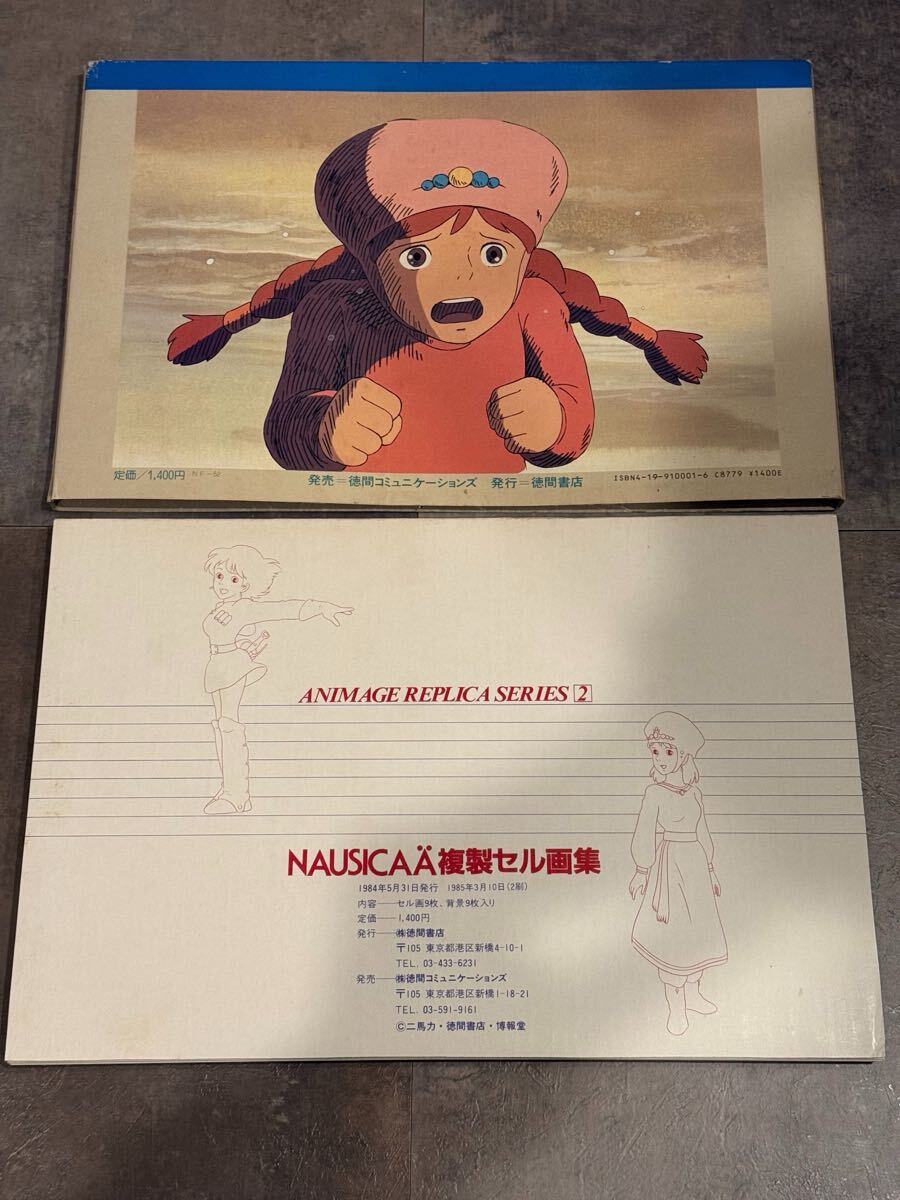 定価/1,400円 NF-52
発売=徳間コミュニケーションズ 発行=徳間書店
ISBN4-19-910001-6 C8779 ¥1400E
ANIMAGE REPLICA SERIES 2
NAUSICAÄ複製セル画集
1984年5月31日発行 1985年3月10日(2刷)
内容——セル画9枚、背景9枚入り
定価——1,400円
発行——㈱徳間書店
〒105 東京都港区新橋4-10-1
TEL. 03-433-6231
発売——㈱徳間コミュニケーションズ
〒105 東京都港区新橋1-18-21
TEL. 03-591-9161
©二馬力・徳間書店・博報堂